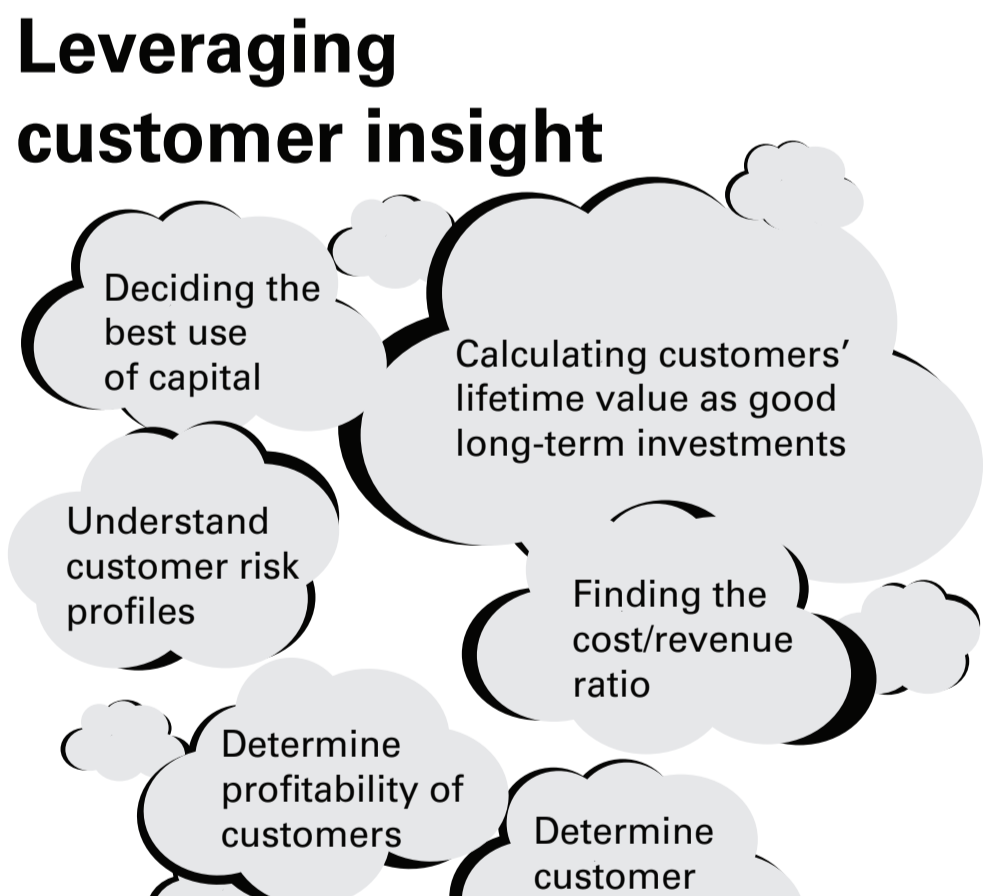 Leveraging
customer insight
Deciding the
best use
of capital
Calculating customers’
lifetime value as good
long-term investments
Understand
customer risk
profiles
Finding the
cost/revenue
ratio
Determine
profitability of
customers
Determine
customer